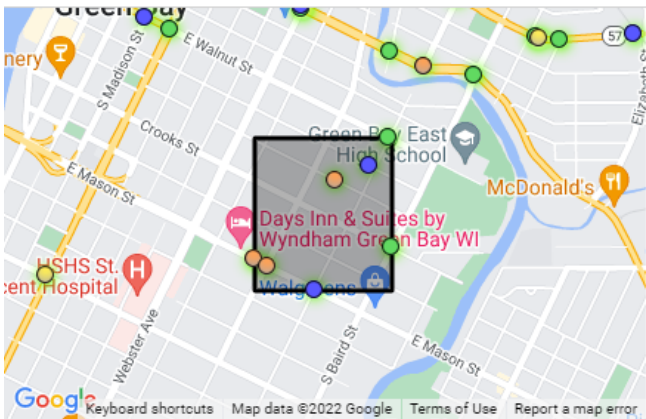 Green Bay
nery
S Madison St
E Walnut St
57
Elizabeth St
Crooks St
Green Bay East
High School
E Mason St
McDonald's
Days Inn & Suites by
Wyndham Green Bay WI
HSHS St.
cent Hospital
H
Walgreens
Webster Ave
S Baird St
E Mason St
Google
Keyboard shortcuts
Map data ©2022 Google
Terms of Use
Report a map error